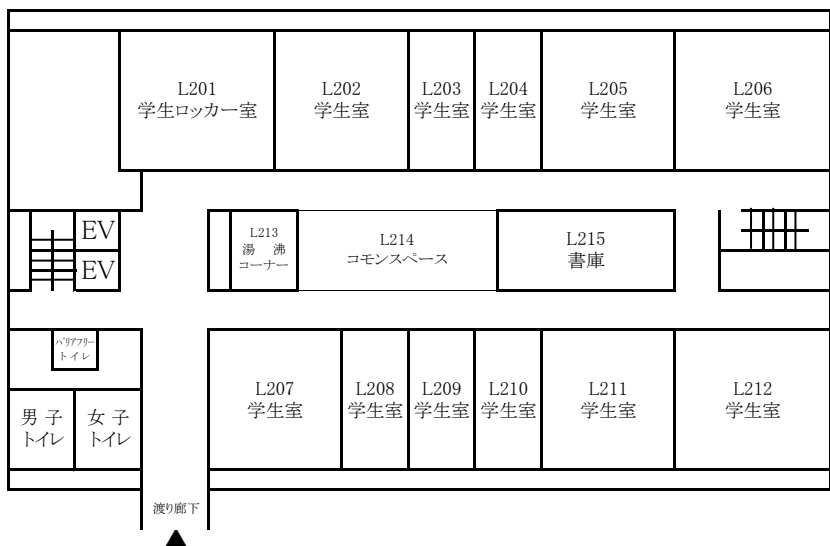 L201
学生ロッカー室
L202
学生室
L203
学生室
L204
学生室
L205
学生室
L206
学生室
EV
EV
L213
湯 沸
コーナー
L214
コモンスペース
L215
書庫
バリアフリー
トイレ
男 子
トイレ
女 子
トイレ
L207
学生室
L208
学生室
L209
学生室
L210
学生室
L211
学生室
L212
学生室
渡り廊下